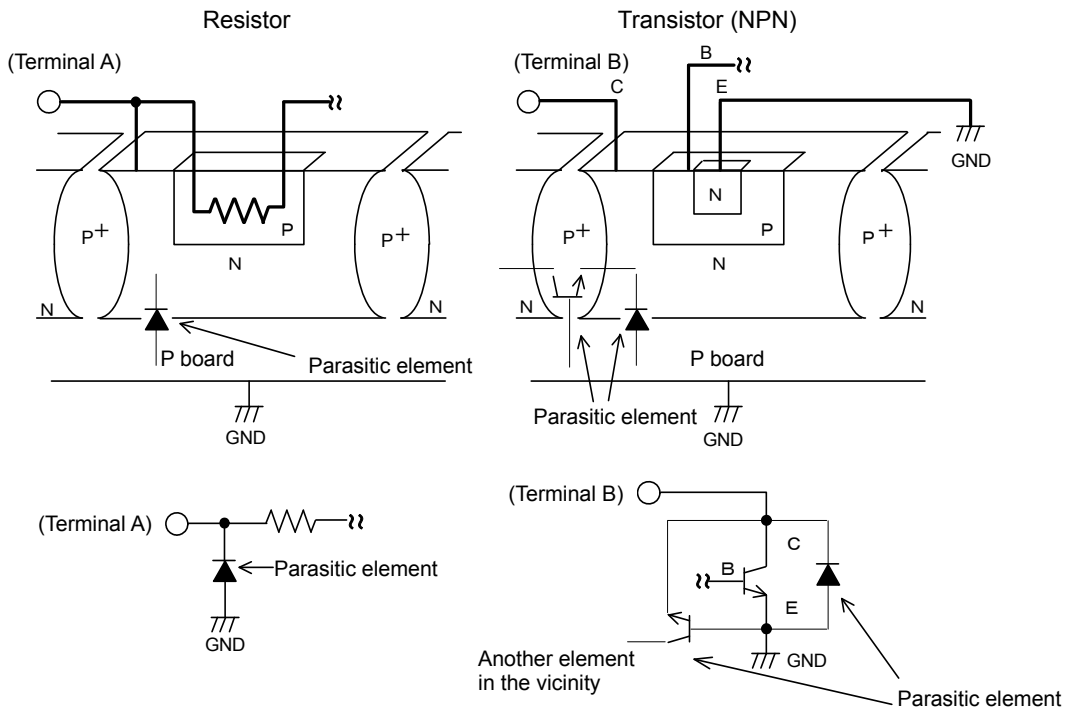 Resistor
(Terminal A)
P+
N
P
N
P+
N
P board
Parasitic element
GND
Transistor (NPN)
(Terminal B)
C
B
E
GND
P+
N
N
P
N
P+
N
P board
Parasitic element
GND
(Terminal A)
Parasitic element
GND
(Terminal B)
C
B
E
GND
Another element
in the vicinity
Parasitic element